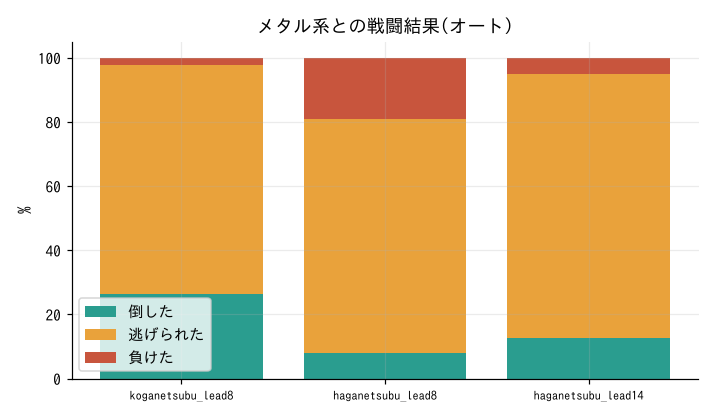 メタル系との戦闘結果(オート)
%
100
80
60
40
20
0
倒した
逃げられた
負けた
koganetsubu_lead8
haganetsubu_lead8
haganetsubu_lead14